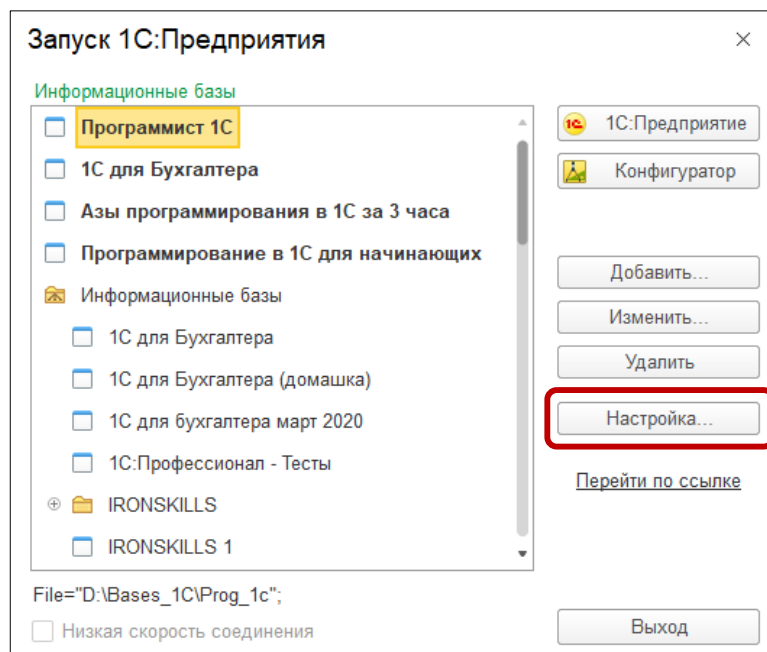 Запуск 1С:Предприятия
Информационные базы
Программист 1С
1С для Бухгалтера
Азы программирования в 1С за 3 часа
Программирование в 1С для начинающих
Информационные базы
1С для Бухгалтера
1С для Бухгалтера (домашка)
1С для бухгалтера март 2020
1С:Профессионал - Тесты
IRONSKILLS
IRONSKILLS 1
File="D:\Bases_1C\Prog_1c";
Низкая скорость соединения
1С:Предприятие
Конфигуратор
Добавить...
Изменить...
Удалить
Настройка...
Перейти по ссылке
Выход